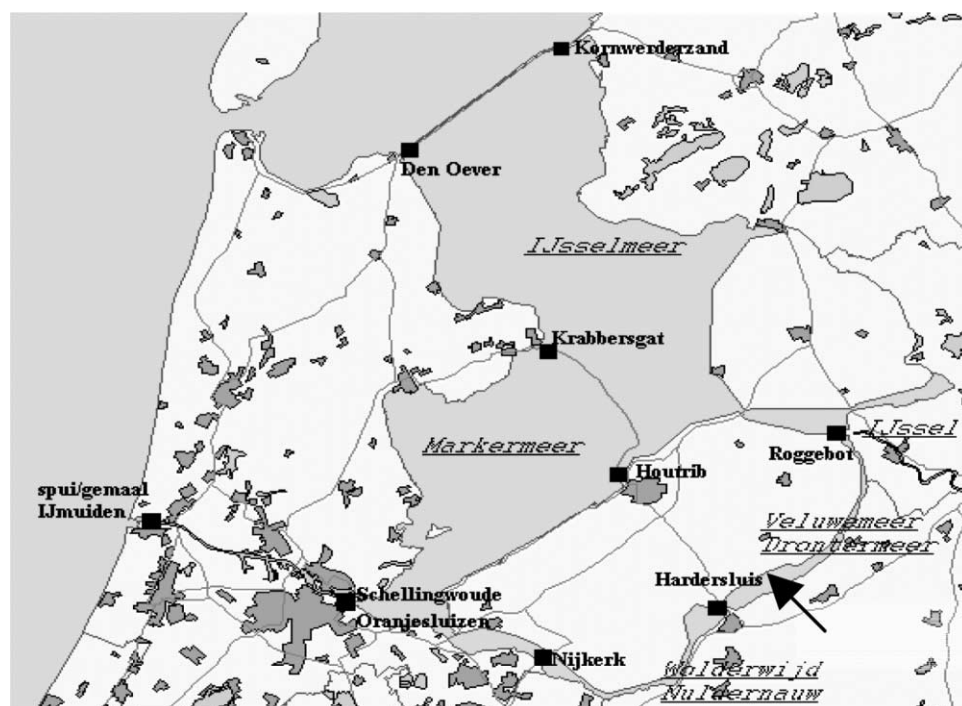 Kornwerderzand
Den Oever
IJsselmeer
Krabbersgat
Markermeer
IJssel
Roggebot
Houtrib
spui/gemaal
IJmuiden
Veluwemeer
Drontermeer
Hardersluis
Schellingwoude
Oranjesluizen
Nijkerk
Wolderwijd
Nuldernauw